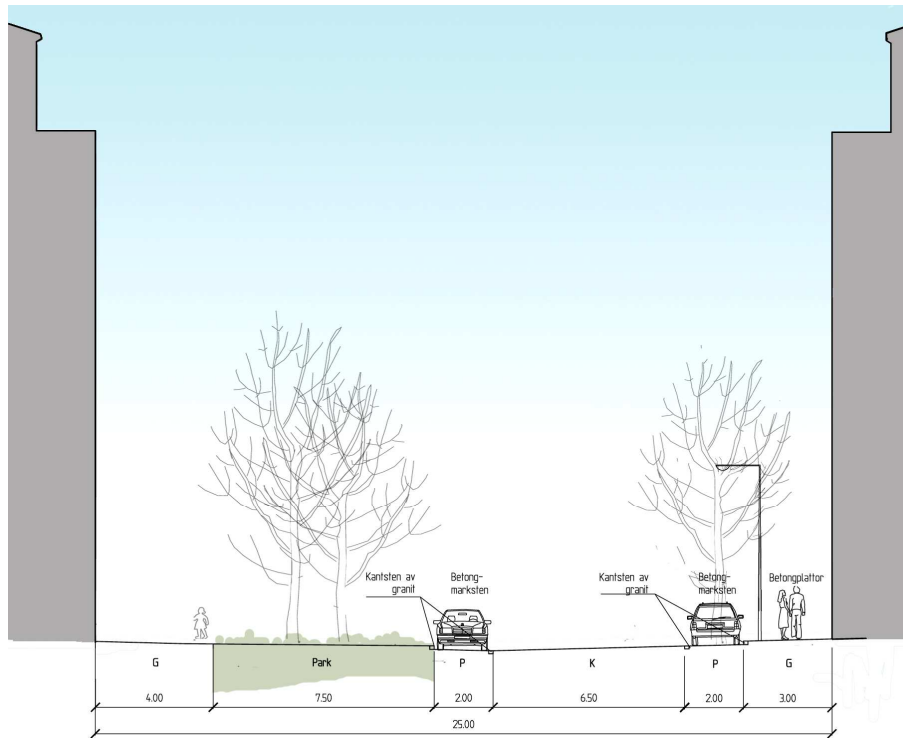 Kantsten av
granit
Betong-
marksten
Kantsten av
granit
Betong-
marksten
Betongplattor
G
Park
P
K
P
G
4.00
7.50
2.00
6.50
2.00
3.00
25.00